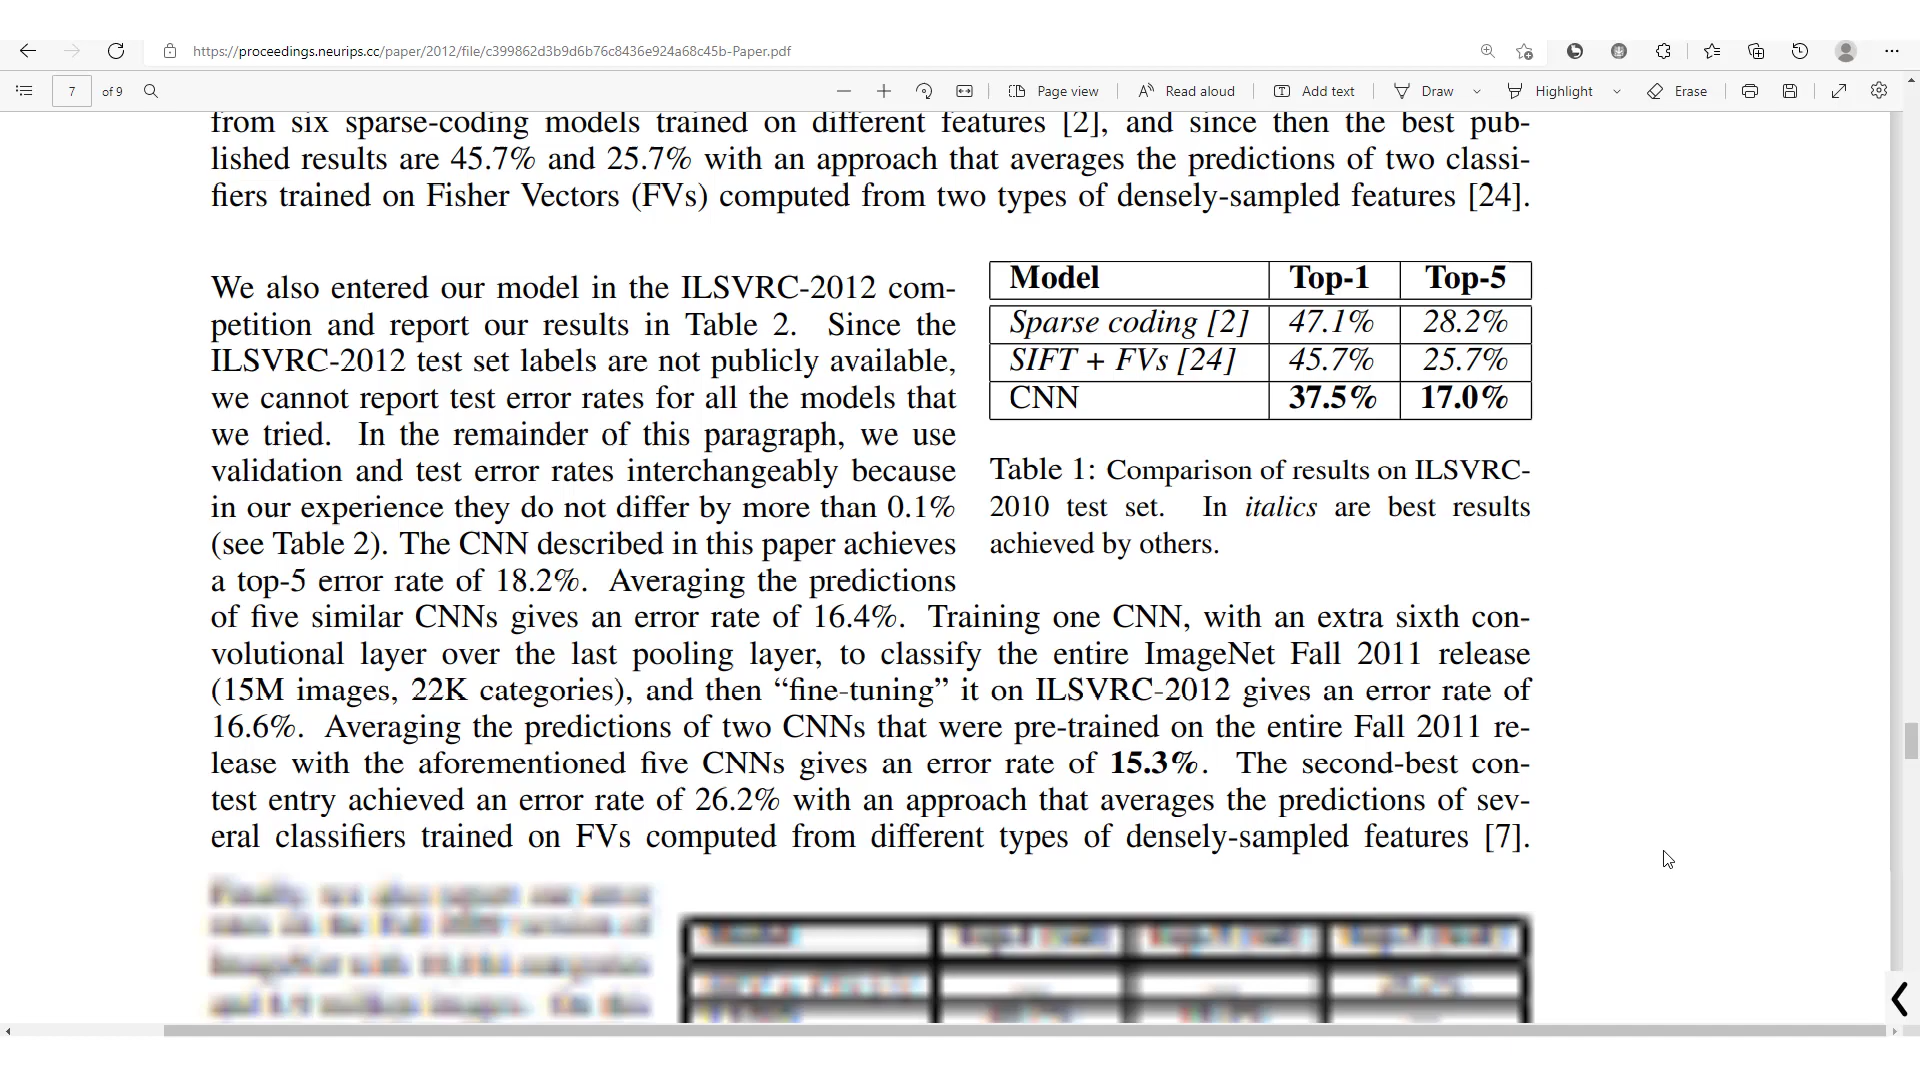 https://proceedings.neurips.cc/paper/2012/file/c399862d3b9d6b76c8436e924a68c45b-Paper.pdf
7 of 9 Page view Read aloud Add text Draw Highlight Erase
from six sparse-coding models trained on different features [2], and since then the best pub-
lished results are 45.7% and 25.7% with an approach that averages the predictions of two classi-
fiers trained on Fisher Vectors (FVs) computed from two types of densely-sampled features [24].
We also entered our model in the ILSVRC-2012 com-
petition and report our results in Table 2. Since the
ILSVRC-2012 test set labels are not publicly available,
we cannot report test error rates for all the models that
we tried. In the remainder of this paragraph, we use
validation and test error rates interchangeably because
in our experience they do not differ by more than 0.1%
(see Table 2). The CNN described in this paper achieves
a top-5 error rate of 18.2%. Averaging the predictions
Model Top-1 Top-5
Sparse coding [2] 47.1% 28.2%
SIFT + FVs [24] 45.7% 25.7%
CNN 37.5% 17.0%
Table 1: Comparison of results on ILSVRC-
2010 test set. In italics are best results
achieved by others.
of five similar CNNs gives an error rate of 16.4%. Training one CNN, with an extra sixth con-
volutional layer over the last pooling layer, to classify the entire ImageNet Fall 2011 release
(15M images, 22K categories), and then “fine-tuning” it on ILSVRC-2012 gives an error rate of
16.6%. Averaging the predictions of two CNNs that were pre-trained on the entire Fall 2011 re-
lease with the aforementioned five CNNs gives an error rate of 15.3%. The second-best con-
test entry achieved an error rate of 26.2% with an approach that averages the predictions of sev-
eral classifiers trained on FVs computed from different types of densely-sampled features [7].